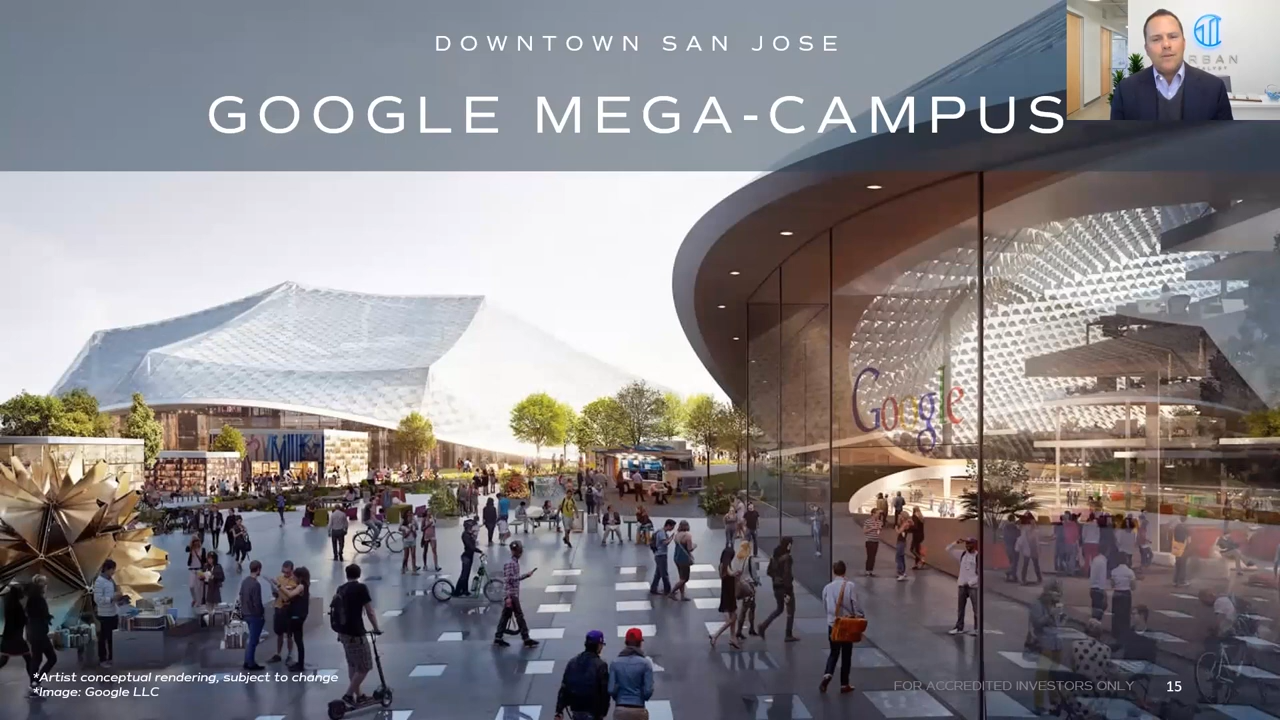 DOWNTOWN SAN JOSE
GOOGLE MEGA-CAMPUS
RBAN
Google
*Artist conceptual rendering, subject to change
*Image: Google LLC
FOR ACCREDITED INVESTORS ONLY 15